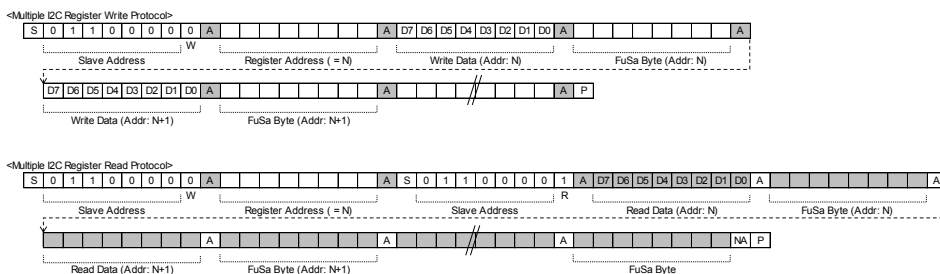 <Multiple I2C Register Write Protocol>
S 0 1 1 0 0 0 0 0 A A D7 D6 D5 D4 D3 D2 D1 D0 A A
W
Slave Address Register Address ( = N) Write Data (Addr: N) FuSa Byte (Addr: N)
D7 D6 D5 D4 D3 D2 D1 D0 A A A P
Write Data (Addr: N+1) FuSa Byte (Addr: N+1)
<Multiple I2C Register Read Protocol>
S 0 1 1 0 0 0 0 0 A A S 0 1 1 0 0 0 0 1 A D7 D6 D5 D4 D3 D2 D1 D0 A A
W R
Slave Address Register Address ( = N) Slave Address Read Data (Addr: N) FuSa Byte (Addr: N)
A A A NA P
Read Data (Addr: N+1) FuSa Byte (Addr: N+1) FuSa Byte